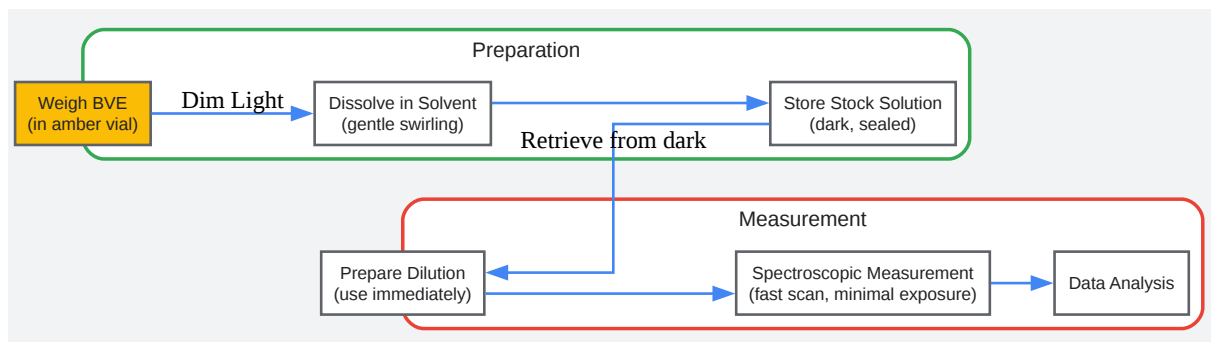 Preparation
Weigh BVE
(in amber vial)
Dim Light
Dissolve in Solvent
(gentle swirling)
Store Stock Solution
(dark, sealed)
Retrieve from dark
Measurement
Prepare Dilution
(use immediately)
Spectroscopic Measurement
(fast scan, minimal exposure)
Data Analysis